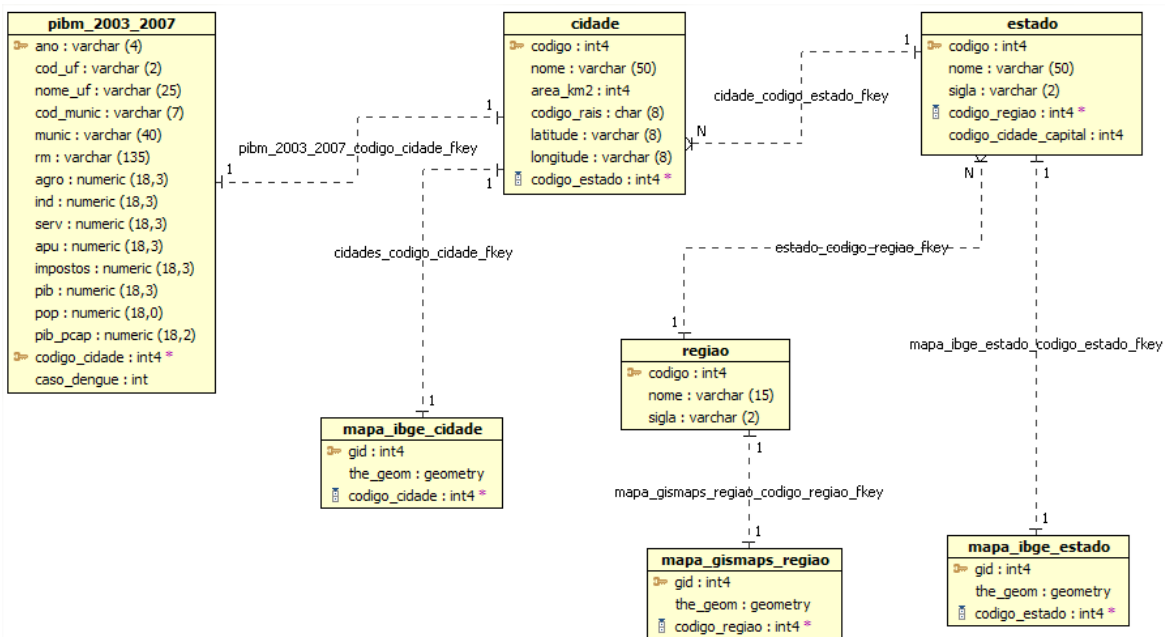 pibm_2003_2007
ano : varchar (4)
cod_uf : varchar (2)
nome_uf : varchar (25)
cod_munic : varchar (7)
munic : varchar (40)
rm : varchar (135)
agro : numeric (18,3)
ind : numeric (18,3)
serv : numeric (18,3)
apu : numeric (18,3)
impostos : numeric (18,3)
pib : numeric (18,3)
pop : numeric (18,0)
pib_pcap : numeric (18,2)
codigo_cidade : int4 *
caso_dengue : int
1
pibm_2003_2007_codigo_cidade_fkey
1
cidade
codigo : int4
nome : varchar (50)
area_km2 : int4
codigo_rais : char (8)
latitude : varchar (8)
longitude : varchar (8)
codigo_estado : int4 *
1
cidade_codigo_estado_fkey
N
estado
codigo : int4
nome : varchar (50)
sigla : varchar (2)
codigo_regiao : int4 *
codigo_cidade_capital : int4
1
cidades_codigo_cidade_fkey
1
mapa_ibge_cidade
gid : int4
the_geom : geometry
codigo_cidade : int4 *
N
estado_codigo_regiao_fkey
1
regiao
codigo : int4
nome : varchar (15)
sigla : varchar (2)
1
mapa_gismaps_regiao_codigo_regiao_fkey
1
mapa_gismaps_regiao
gid : int4
the_geom : geometry
codigo_regiao : int4 *
1
mapa_ibge_estado_codigo_estado_fkey
1
mapa_ibge_estado
gid : int4
the_geom : geometry
codigo_estado : int4 *